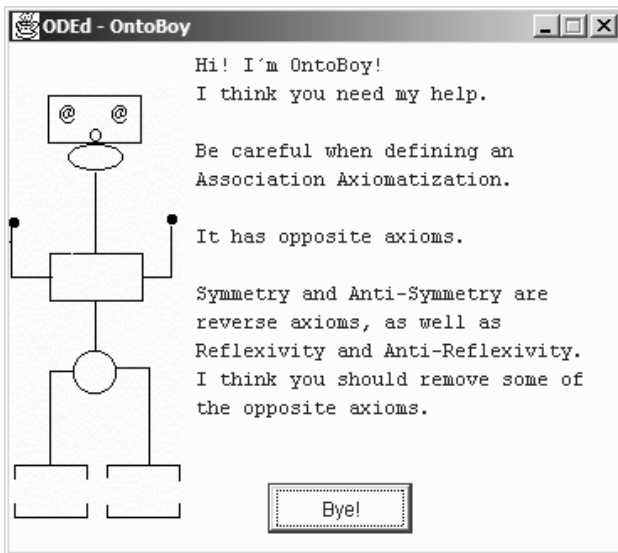 ODEd - OntoBoy
Hi! I´m OntoBoy!
I think you need my help.
Be careful when defining an
Association Axiomatization.
It has opposite axioms.
Symmetry and Anti-Symmetry are
reverse axioms, as well as
Reflexivity and Anti-Reflexivity.
I think you should remove some of
the opposite axioms.
@ @
Bye!